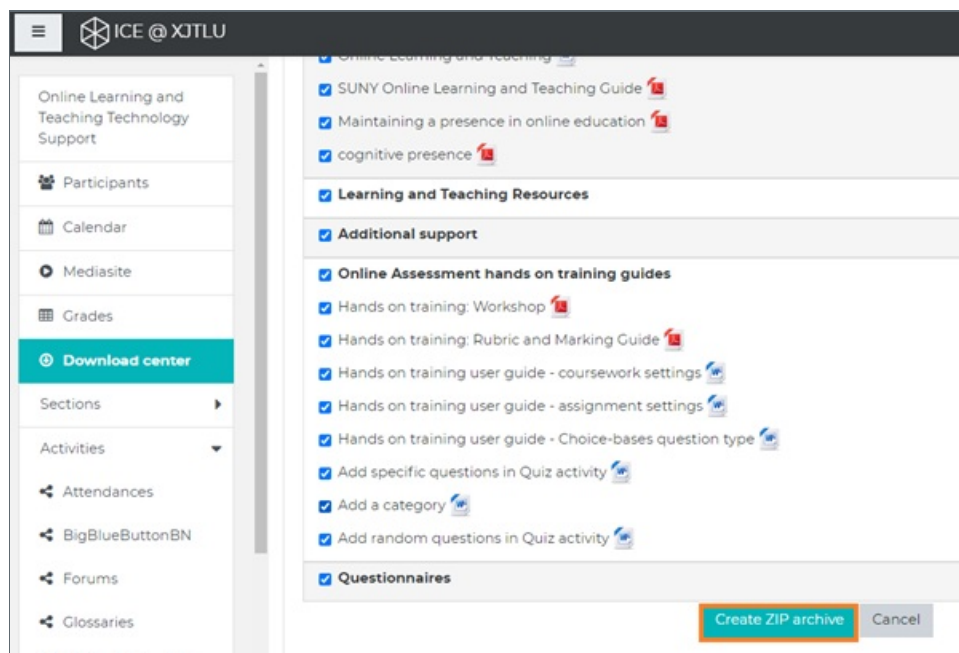 ICE @ XJTLU
Online Learning and
Teaching Technology
Support
Participants
Calendar
Mediasite
Grades
Download center
Sections
Activities
Attendances
BigBlueButtonBN
Forums
Glossaries
Online Learning and Teaching
SUNY Online Learning and Teaching Guide
Maintaining a presence in online education
cognitive presence
Learning and Teaching Resources
Additional support
Online Assessment hands on training guides
Hands on training: Workshop
Hands on training: Rubric and Marking Guide
Hands on training user guide - coursework settings
Hands on training user guide - assignment settings
Hands on training user guide - Choice-bases question type
Add specific questions in Quiz activity
Add a category
Add random questions in Quiz activity
Questionnaires
Create ZIP archive
Cancel